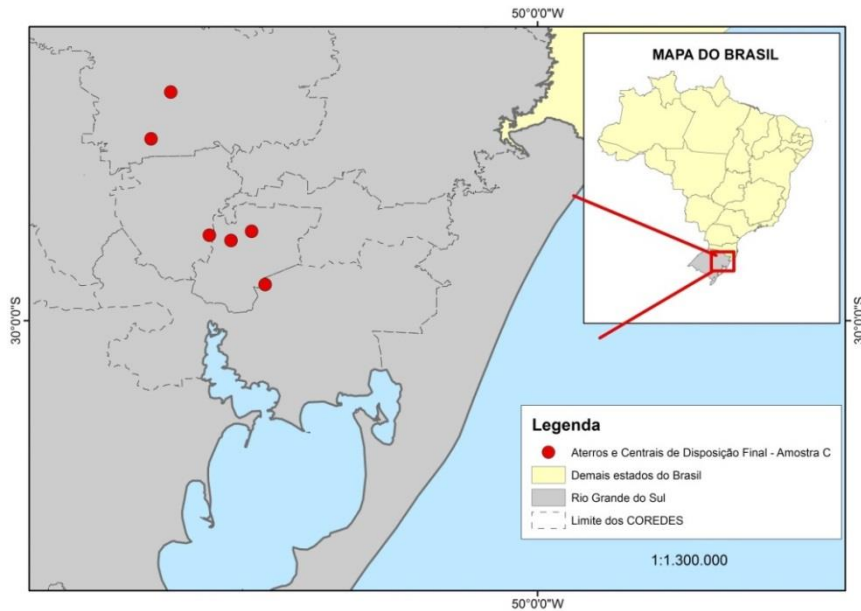 50°0'0"W
MAPA DO BRASIL
30°0'0"S
30°0'0"S
Legenda
Aterros e Centrais de Disposição Final - Amostra C
Demais estados do Brasil
Rio Grande do Sul
Limite dos COREDES
1:1.300.000
50°0'0"W